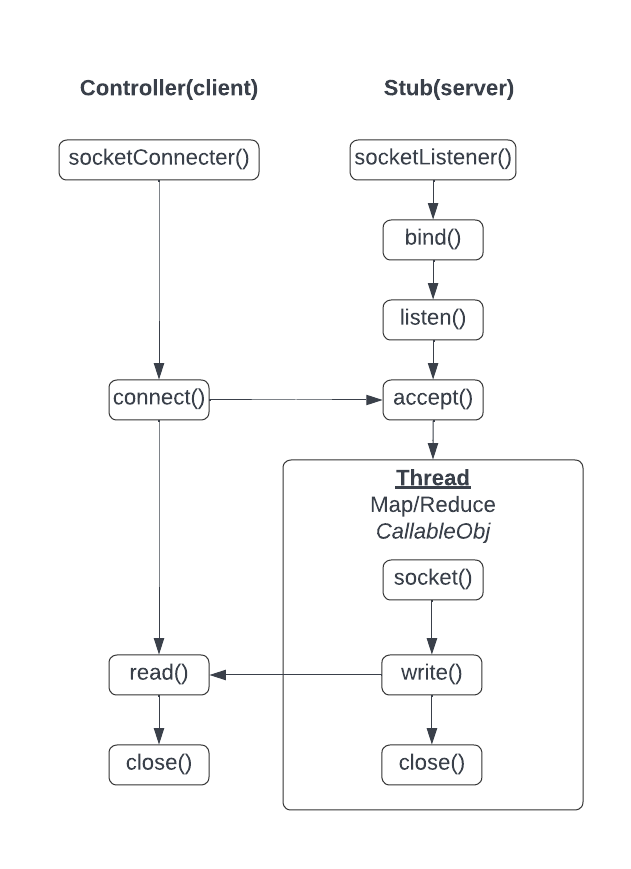 Controller(client)
Stub(server)
socketConnecter()
socketListener()
bind()
listen()
connect()
accept()
Thread
Map/Reduce
CallableObj
socket()
read()
write()
close()
close()